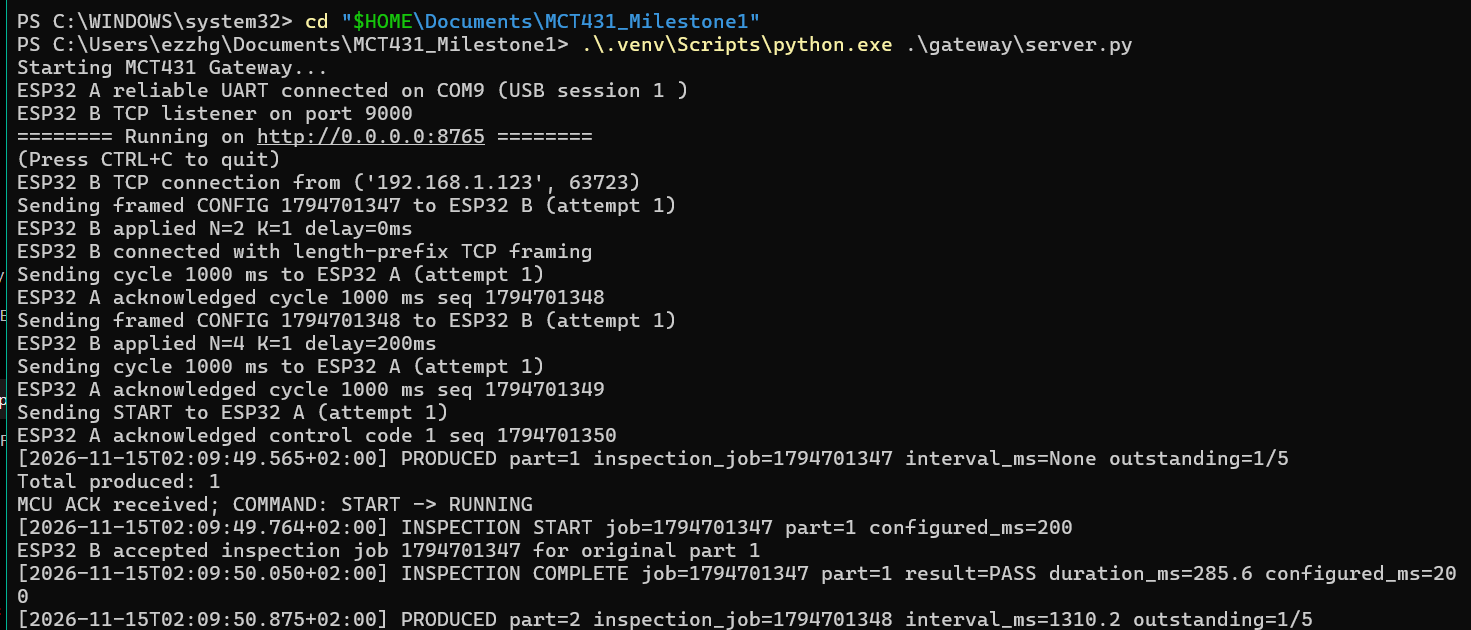 PS C:\WINDOWS\system32> cd "$HOME\Documents\MCT431_Milestone1"
PS C:\Users\ezzhg\Documents\MCT431_Milestone1> .\.venv\Scripts\python.exe .\gateway\server.py
Starting MCT431 Gateway...
ESP32 A reliable UART connected on COM9 (USB session 1 )
ESP32 B TCP listener on port 9000
======== Running on http://0.0.0.0:8765 ========
(Press CTRL+C to quit)
ESP32 B TCP connection from ('192.168.1.123', 63723)
Sending framed CONFIG 1794701347 to ESP32 B (attempt 1)
ESP32 B applied N=2 K=1 delay=0ms
ESP32 B connected with length-prefix TCP framing
Sending cycle 1000 ms to ESP32 A (attempt 1)
ESP32 A acknowledged cycle 1000 ms seq 1794701348
Sending framed CONFIG 1794701348 to ESP32 B (attempt 1)
ESP32 B applied N=4 K=1 delay=200ms
Sending cycle 1000 ms to ESP32 A (attempt 1)
ESP32 A acknowledged cycle 1000 ms seq 1794701349
Sending START to ESP32 A (attempt 1)
ESP32 A acknowledged control code 1 seq 1794701350
[2026-11-15T02:09:49.565+02:00] PRODUCED part=1 inspection_job=1794701347 interval_ms=None outstanding=1/5
Total produced: 1
MCU ACK received; COMMAND: START -> RUNNING
[2026-11-15T02:09:49.764+02:00] INSPECTION START job=1794701347 part=1 configured_ms=200
ESP32 B accepted inspection job 1794701347 for original part 1
[2026-11-15T02:09:50.050+02:00] INSPECTION COMPLETE job=1794701347 part=1 result=PASS duration_ms=285.6 configured_ms=20
0
[2026-11-15T02:09:50.875+02:00] PRODUCED part=2 inspection_job=1794701348 interval_ms=1310.2 outstanding=1/5